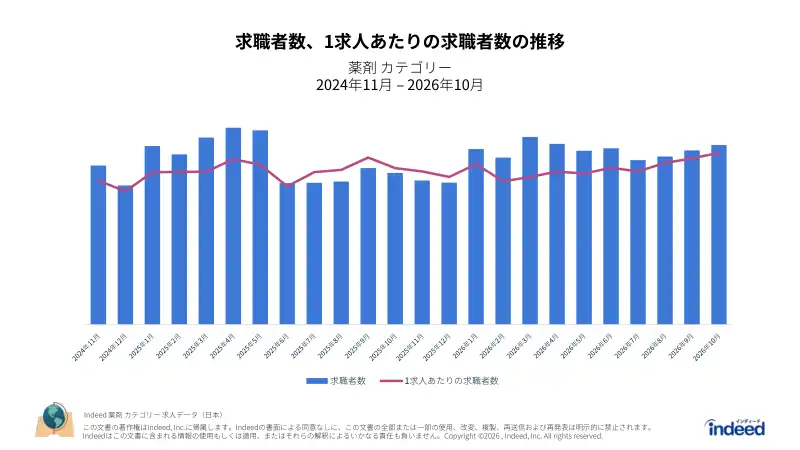 求職者数、1求人あたりの求職者数の推移
薬剤 カテゴリー
2024年11月 – 2026年10月
2024年11月
2024年12月
2025年1月
2025年2月
2025年3月
2025年4月
2025年5月
2025年6月
2025年7月
2025年8月
2025年9月
2025年10月
2025年11月
2025年12月
2026年1月
2026年2月
2026年3月
2026年4月
2026年5月
2026年6月
2026年7月
2026年8月
2026年9月
2026年10月
求職者数
1求人あたりの求職者数
Indeed 薬剤 カテゴリー 求人データ（日本）
この文書の著作権はIndeed, Inc.に帰属します。Indeedの書面による同意なしに、この文書の全部または一部の使用、改変、複製、再送信および再発表は明示的に禁止されます。
Indeedはこの文書に含まれる情報の使用もしくは適用、またはそれらの解釈によるいかなる責任も負いません。Copyright ©2026 , Indeed, Inc. All rights reserved.
インディード
indeed